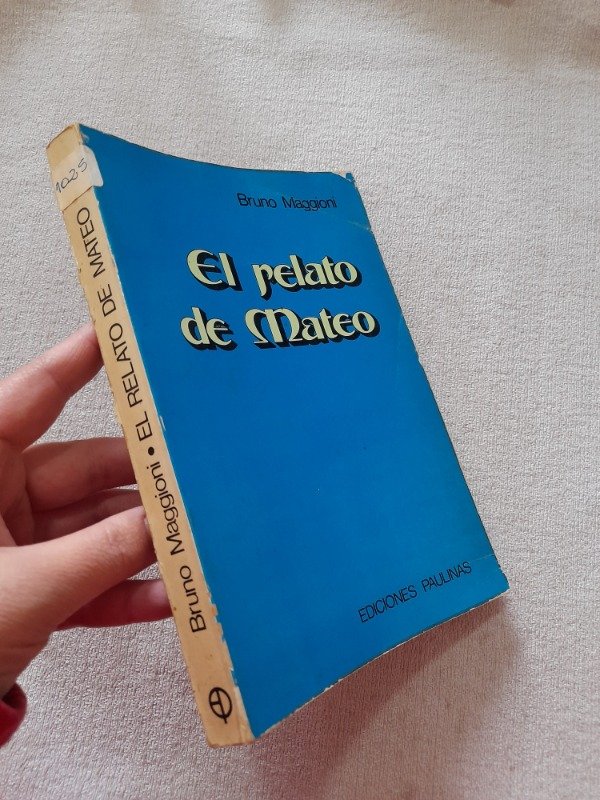 Bruno Maggioni
El relato
de Mateo
EDICIONES PAULINAS
Bruno Maggioni • EL RELATO DE MATEO
1025